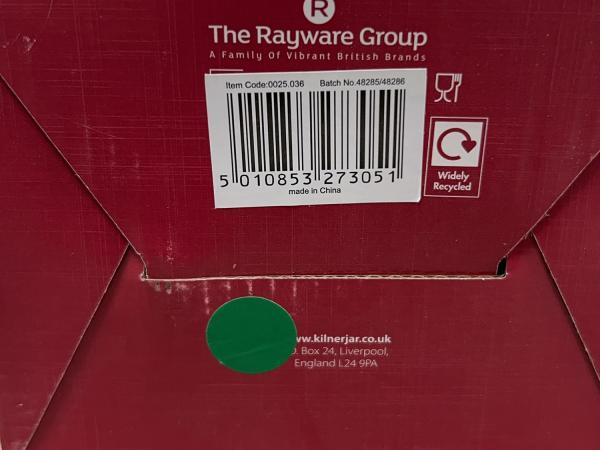 R
The Rayware Group
A Family Of Vibrant British Brands
Item Code:0025.036 Batch No.48285/48286
5 010853 273051
made in China
Widely
Recycled
ww.kilnerjar.co.uk
Box 24, Liverpool,
England L24 9PA